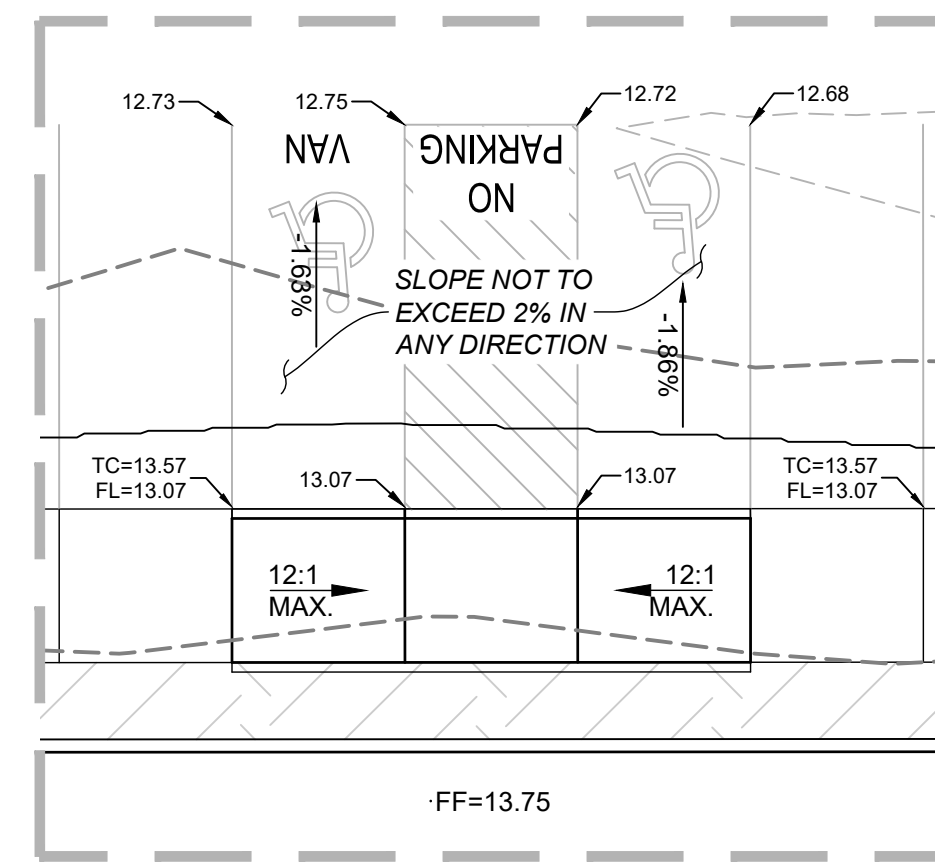 12.73
12.75
12.72
12.68
VAN
PARKING
NO
-1.63%
SLOPE NOT TO
EXCEED 2% IN
ANY DIRECTION
-1.86%
TC=13.57
FL=13.07
13.07
13.07
TC=13.57
FL=13.07
12:1
MAX.
12:1
MAX.
FF=13.75